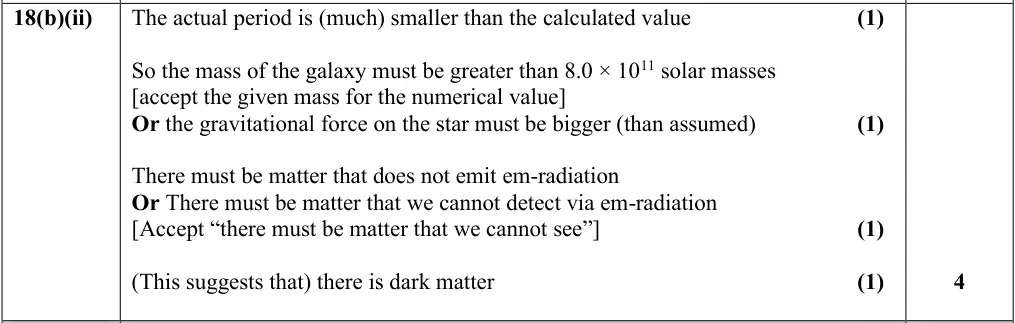 18(b)(ii) The actual period is (much) smaller than the calculated value (1)
So the mass of the galaxy must be greater than 8.0 × 10¹¹ solar masses
[accept the given mass for the numerical value]
Or the gravitational force on the star must be bigger (than assumed) (1)
There must be matter that does not emit em-radiation
Or There must be matter that we cannot detect via em-radiation
[Accept “there must be matter that we cannot see”] (1)
(This suggests that) there is dark matter (1) 4